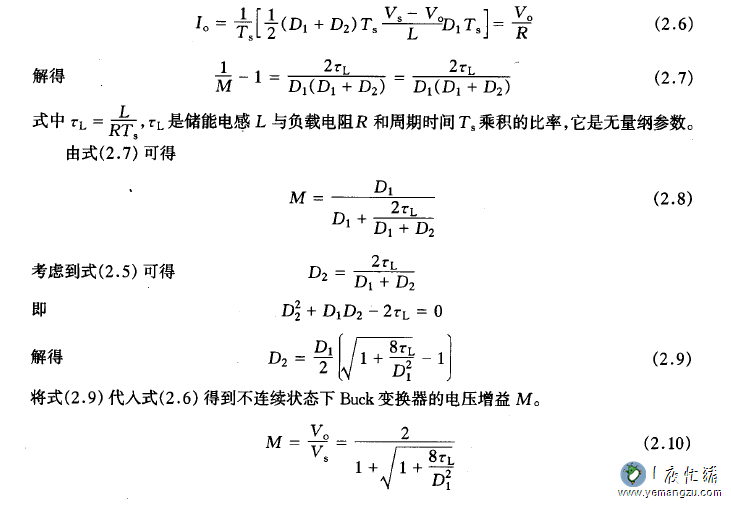 I_o = \frac{1}{T_s}\left[\frac{1}{2}(D_1 + D_2)T_s\frac{V_s - V_o}{L}D_1T_s\right] = \frac{V_o}{R} (2.6)
解得 \frac{1}{M} - 1 = \frac{2\tau_L}{D_1(D_1 + D_2)} = \frac{2\tau_L}{D_1(D_1 + D_2)} (2.7)
式中 \tau_L = \frac{L}{RT_s},\tau_L 是储能电感 L 与负载电阻R 和周期时间 T_s 乘积的比率,它是无量纲参数。
由式(2.7)可得
M = \frac{D_1}{D_1 + \frac{2\tau_L}{D_1 + D_2}} (2.8)
考虑到式(2.5)可得 D_2 = \frac{2\tau_L}{D_1 + D_2}
即 D_2^2 + D_1D_2 - 2\tau_L = 0
解得 D_2 = \frac{D_1}{2}\left(\sqrt{1 + \frac{8\tau_L}{D_1^2}} - 1\right) (2.9)
将式(2.9)代入式(2.6)得到不连续状态下 Buck 变换器的电压增益 M。
M = \frac{V_o}{V_s} = \frac{2}{1 + \sqrt{1 + \frac{8\tau_L}{D_1^2}}} (2.10)
www.yemangzu.com